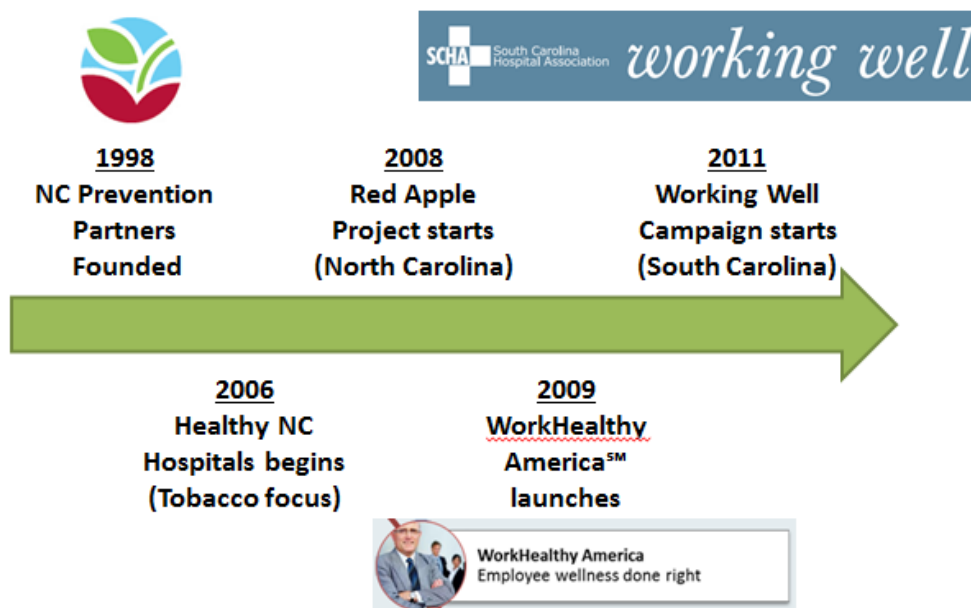 SCHA
South Carolina
Hospital Association
working well
1998
NC Prevention
Partners
Founded
2008
Red Apple
Project starts
(North Carolina)
2011
Working Well
Campaign starts
(South Carolina)
2006
Healthy NC
Hospitals begins
(Tobacco focus)
2009
WorkHealthy
America℠
launches
WorkHealthy America
Employee wellness done right